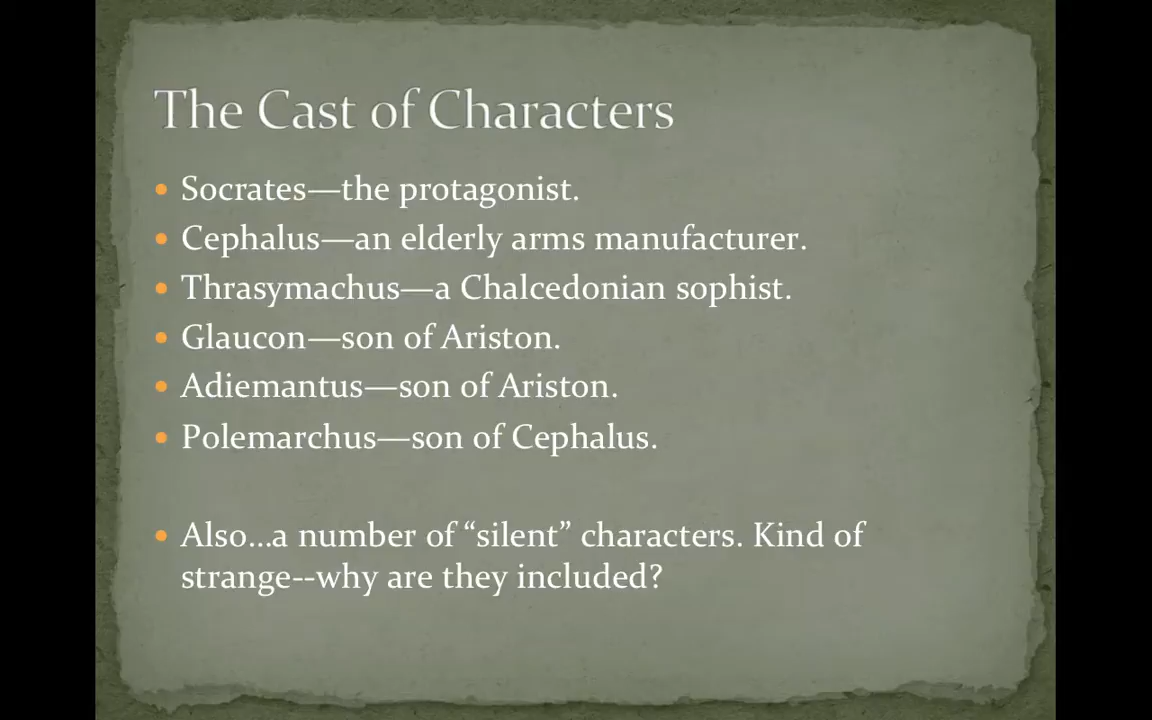 The Cast of Characters
• Socrates—the protagonist.
• Cephalus—an elderly arms manufacturer.
• Thrasymachus—a Chalcedonian sophist.
• Glaucon—son of Ariston.
• Adiemantus—son of Ariston.
• Polemarchus—son of Cephalus.
• Also...a number of “silent” characters. Kind of
strange--why are they included?